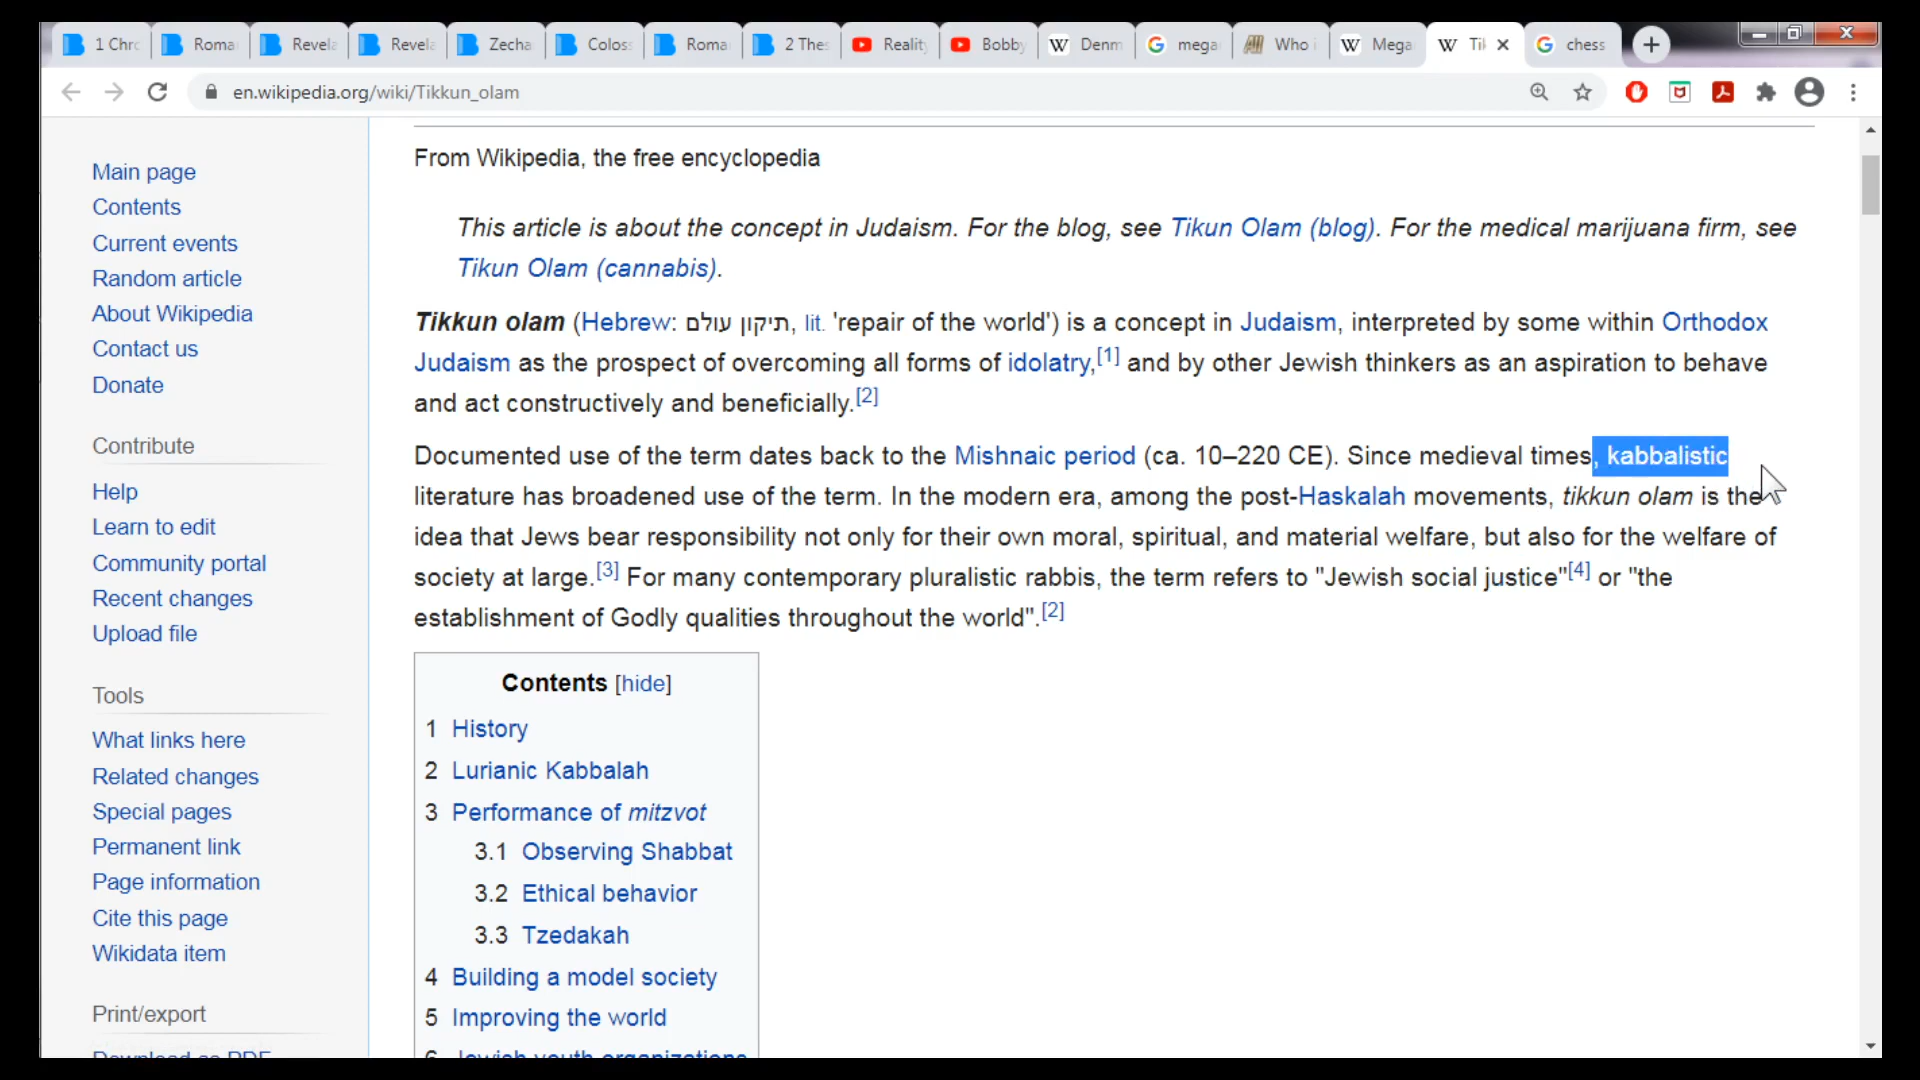 1 Chro
Roma
Revela
Revela
Zecha
Coloss
Roma
2 Thes
Reality
Bobby
Denm
mega
Who i
Mega
Tik
chess
en.wikipedia.org/wiki/Tikkun_olam
Main page
Contents
Current events
Random article
About Wikipedia
Contact us
Donate
Contribute
Help
Learn to edit
Community portal
Recent changes
Upload file
Tools
What links here
Related changes
Special pages
Permanent link
Page information
Cite this page
Wikidata item
Print/export
Download as PDF
From Wikipedia, the free encyclopedia
This article is about the concept in Judaism. For the blog, see Tikun Olam (blog). For the medical marijuana firm, see
Tikun Olam (cannabis).
Tikkun olam (Hebrew: תיקון עולם, lit. 'repair of the world') is a concept in Judaism, interpreted by some within Orthodox
Judaism as the prospect of overcoming all forms of idolatry,[1] and by other Jewish thinkers as an aspiration to behave
and act constructively and beneficially.[2]
Documented use of the term dates back to the Mishnaic period (ca. 10–220 CE). Since medieval times, kabbalistic
literature has broadened use of the term. In the modern era, among the post-Haskalah movements, tikkun olam is the
idea that Jews bear responsibility not only for their own moral, spiritual, and material welfare, but also for the welfare of
society at large.[3] For many contemporary pluralistic rabbis, the term refers to "Jewish social justice"[4] or "the
establishment of Godly qualities throughout the world".[2]
Contents [hide]
1 History
2 Lurianic Kabbalah
3 Performance of mitzvot
3.1 Observing Shabbat
3.2 Ethical behavior
3.3 Tzedakah
4 Building a model society
5 Improving the world
6 Jewish youth organizations